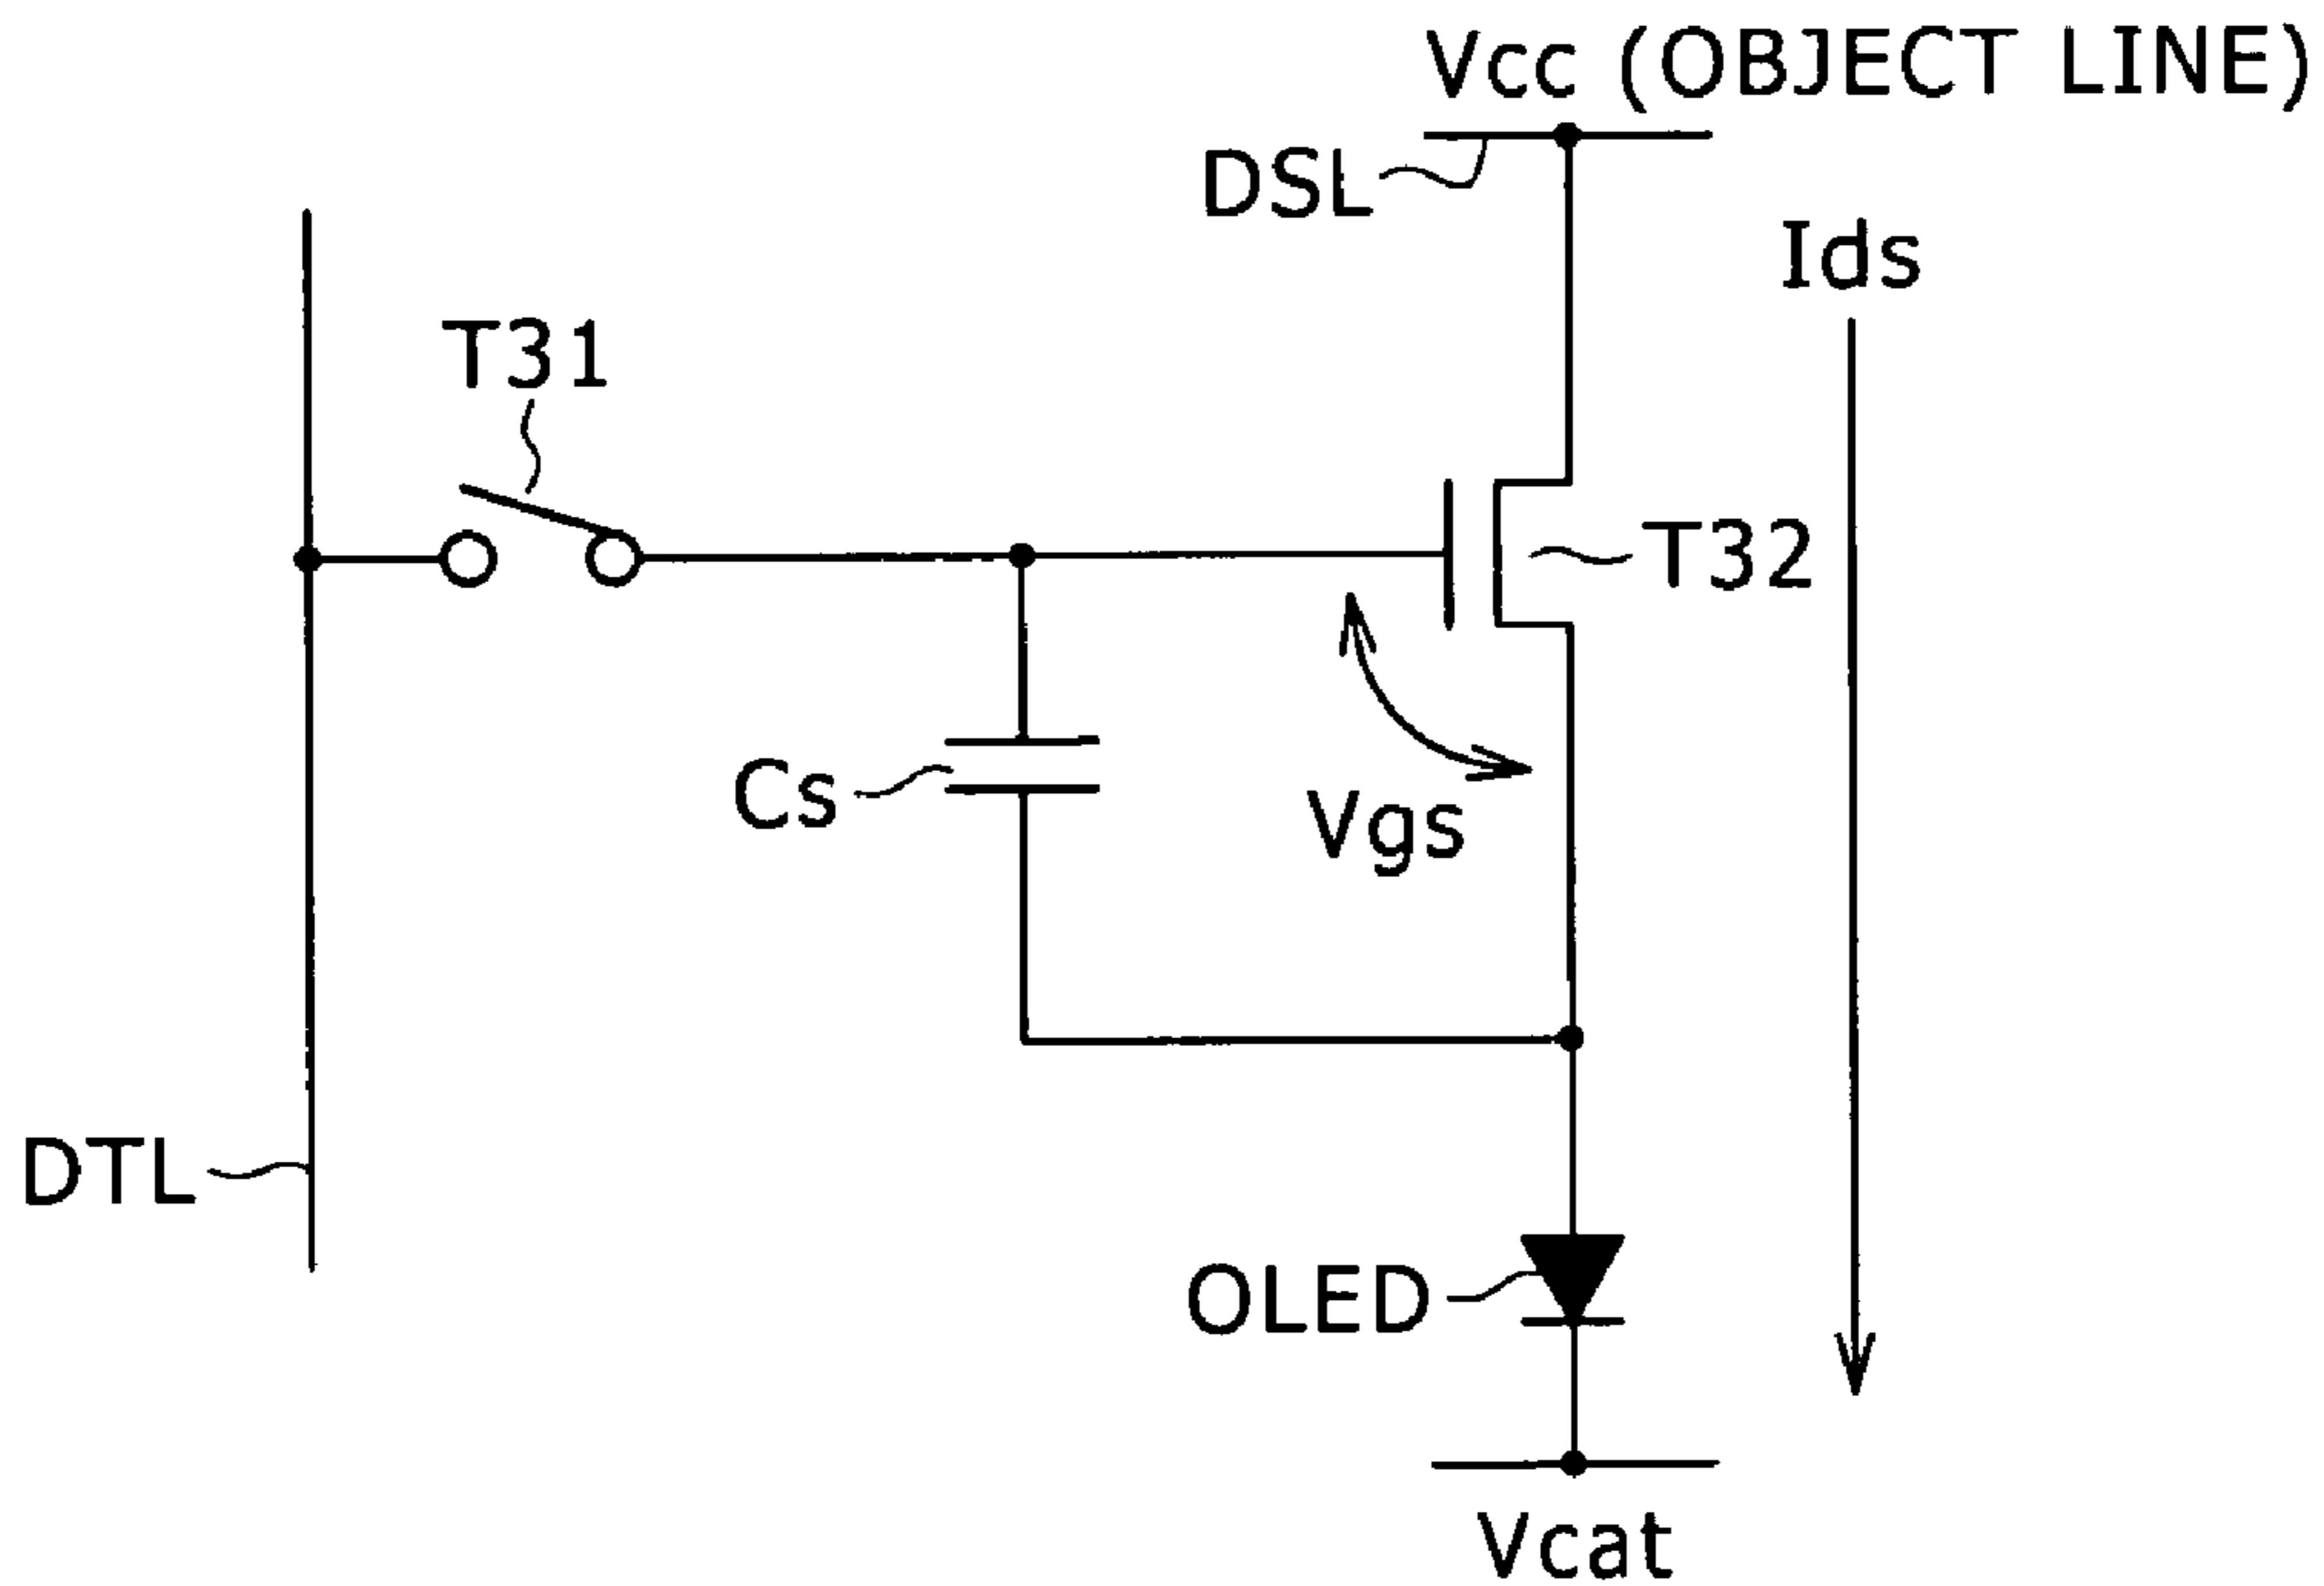 Vcc (OBJECT LINE)
DSL
Ids
T31
T32
Cs
Vgs
DTL
OLED
Vcat